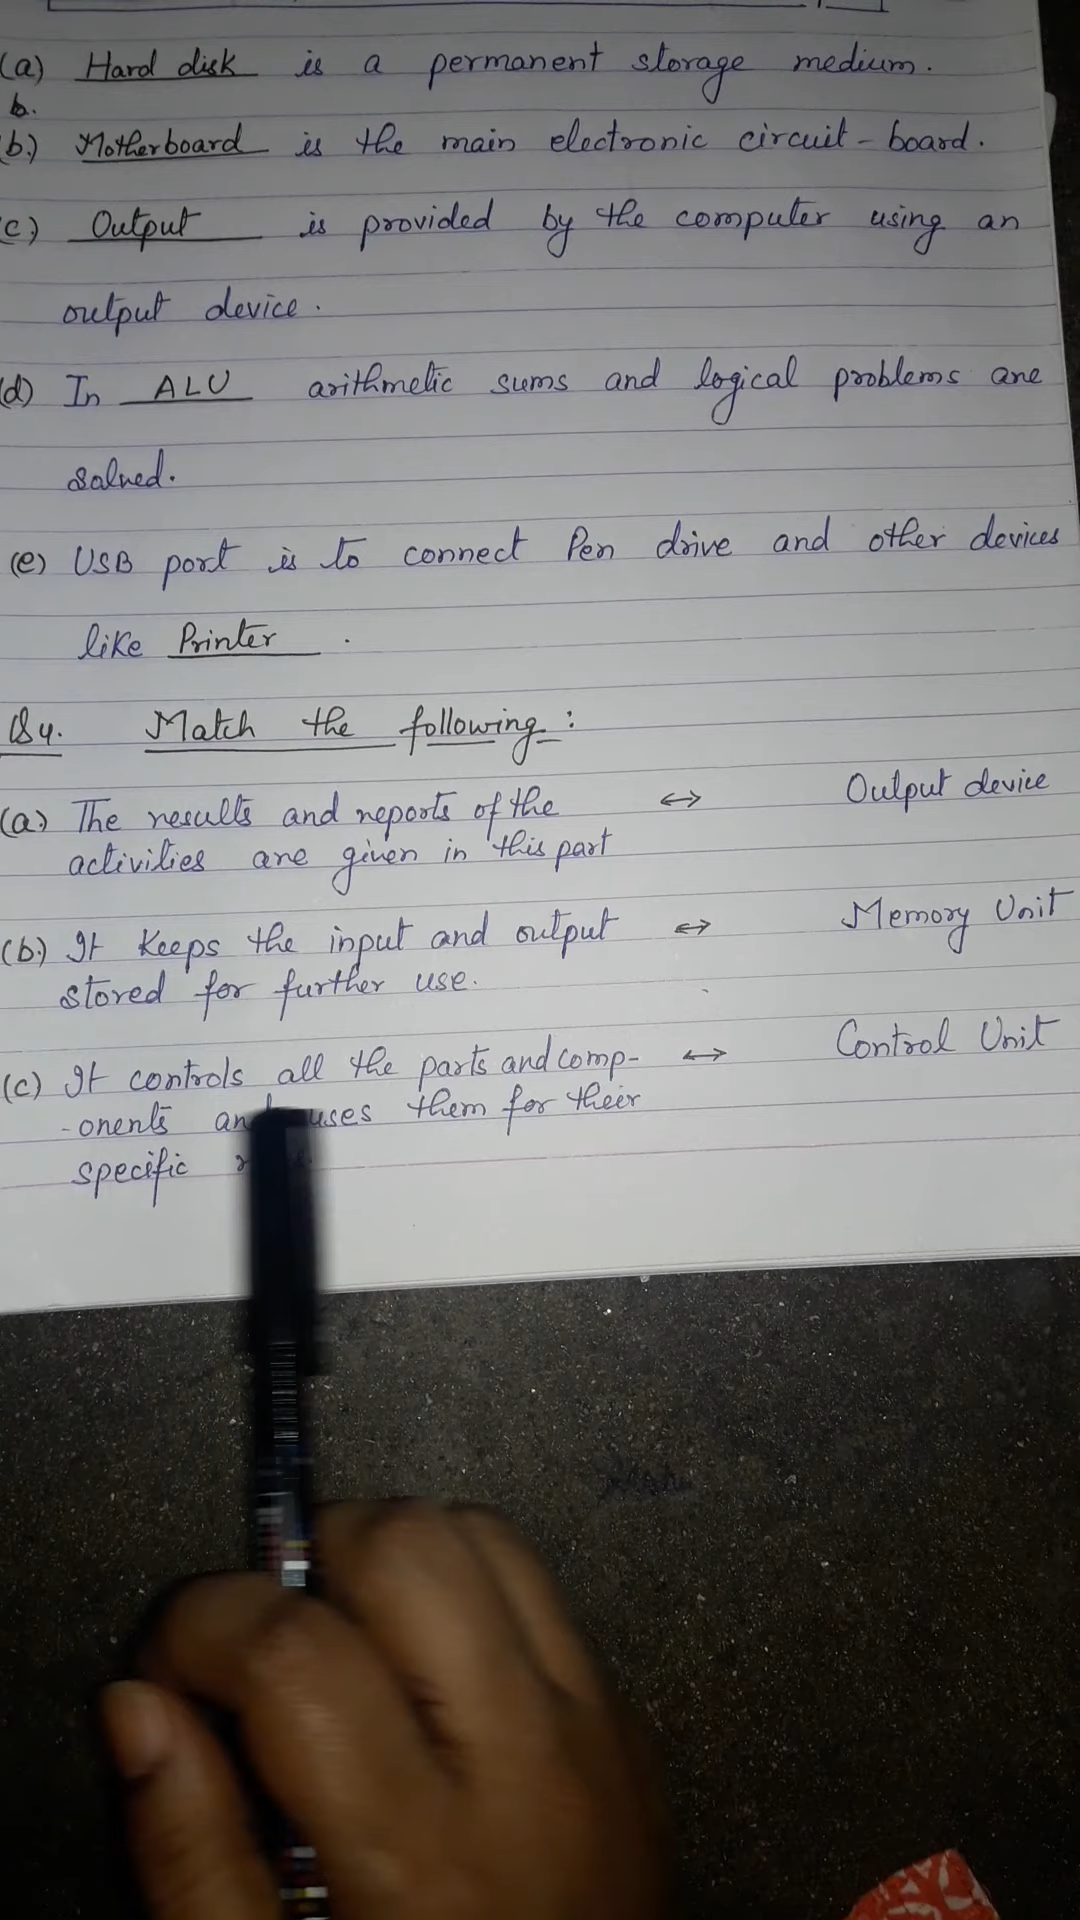 (a) Hard disk is a permanent storage medium.
b.
(b.) Motherboard is the main electronic circuit-board.
(c) Output is provided by the computer using an
output device.
(d) In ALU arithmetic sums and logical problems are
solved.
(e) USB port is to connect Pen drive and other devices
like Printer .
Q4. Match the following:
(a.) The results and reports of the ↔ Output device
activities are given in this part
(b.) It keeps the input and output ↔ Memory Unit
stored for further use.
(c) It controls all the parts and comp- ↔ Control Unit
-onents and uses them for their
specific